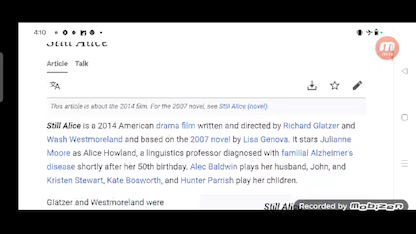 4:10
Still Alice
Article Talk
This article is about the 2014 film. For the 2007 novel, see Still Alice (novel).
Still Alice is a 2014 American drama film written and directed by Richard Glatzer and
Wash Westmoreland and based on the 2007 novel by Lisa Genova. It stars Julianne
Moore as Alice Howland, a linguistics professor diagnosed with familial Alzheimer's
disease shortly after her 50th birthday. Alec Baldwin plays her husband, John, and
Kristen Stewart, Kate Bosworth, and Hunter Parrish play her children.
Glatzer and Westmoreland were
Still Ali
Recorded by Mobizen